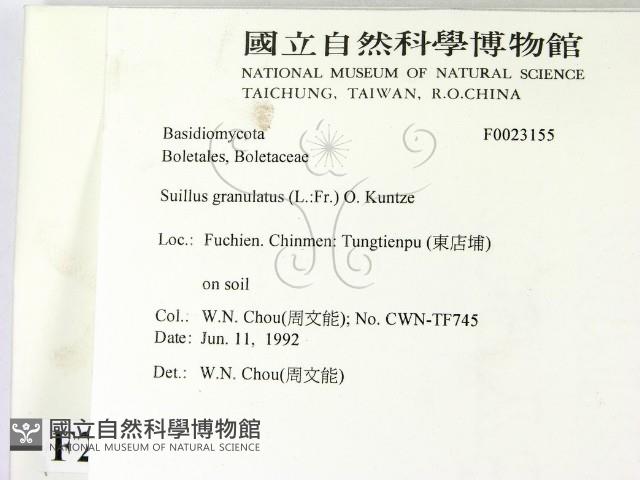 國立自然科學博物館
NATIONAL MUSEUM OF NATURAL SCIENCE
TAICHUNG, TAIWAN, R.O.CHINA
Basidiomycota F0023155
Boletales, Boletaceae
Suillus granulatus (L.:Fr.) O. Kuntze
Loc.: Fuchien. Chinmen: Tungtienpu (東店埔)
on soil
Col.: W.N. Chou(周文能); No. CWN-TF745
Date: Jun. 11, 1992
Det.: W.N. Chou(周文能)
國立自然科學博物館
NATIONAL MUSEUM OF NATURAL SCIENCE